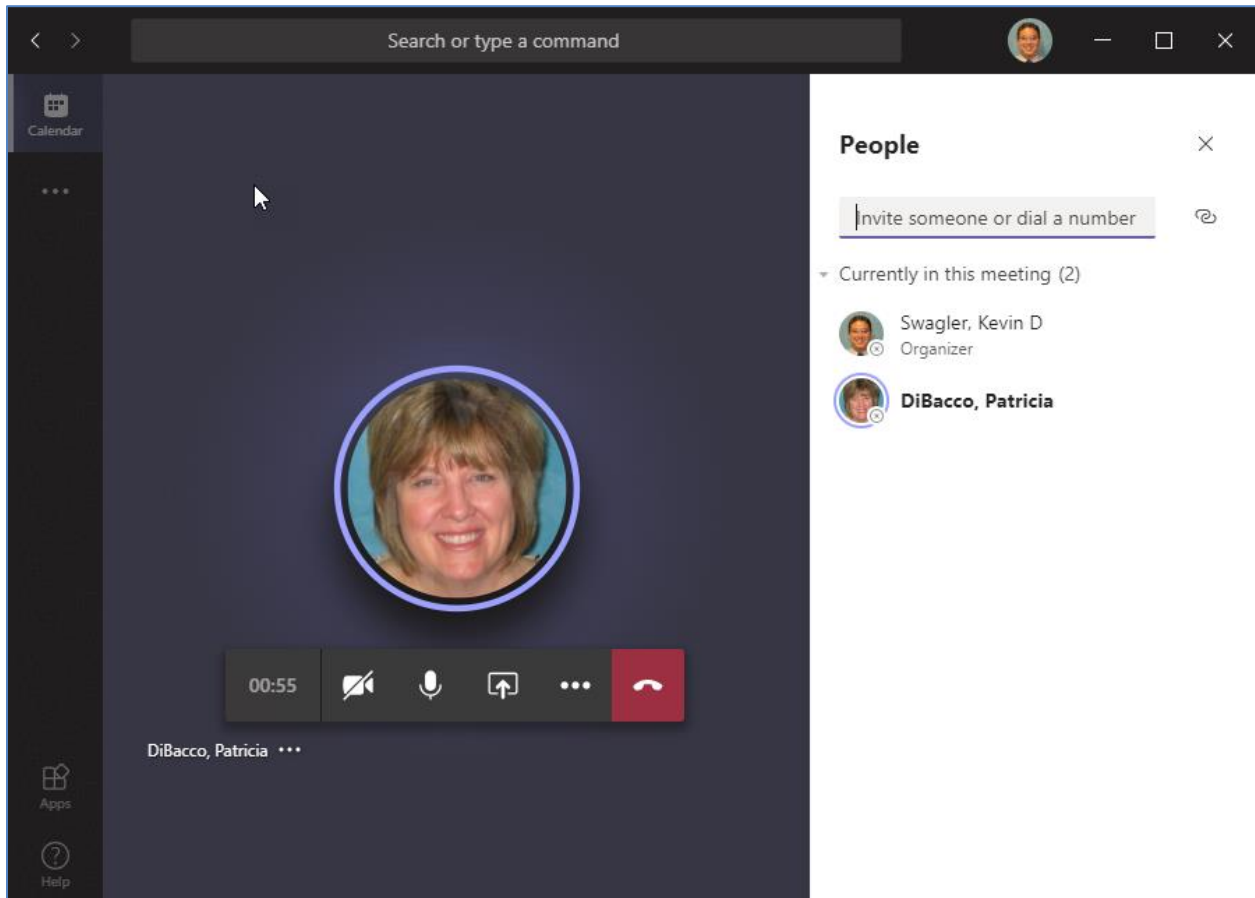 Search or type a command
Calendar
People
Invite someone or dial a number
Currently in this meeting (2)
Swagler, Kevin D
Organizer
DiBacco, Patricia
00:55
DiBacco, Patricia
Apps
Help